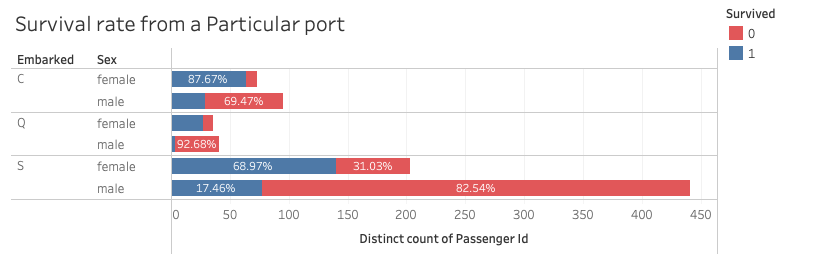 Survival rate from a Particular port
Survived
0
1
Embarked Sex
C female 87.67%
male 69.47%
Q female
male 92.68%
S female 68.97% 31.03%
male 17.46% 82.54%
0 50 100 150 200 250 300 350 400 450
Distinct count of Passenger Id